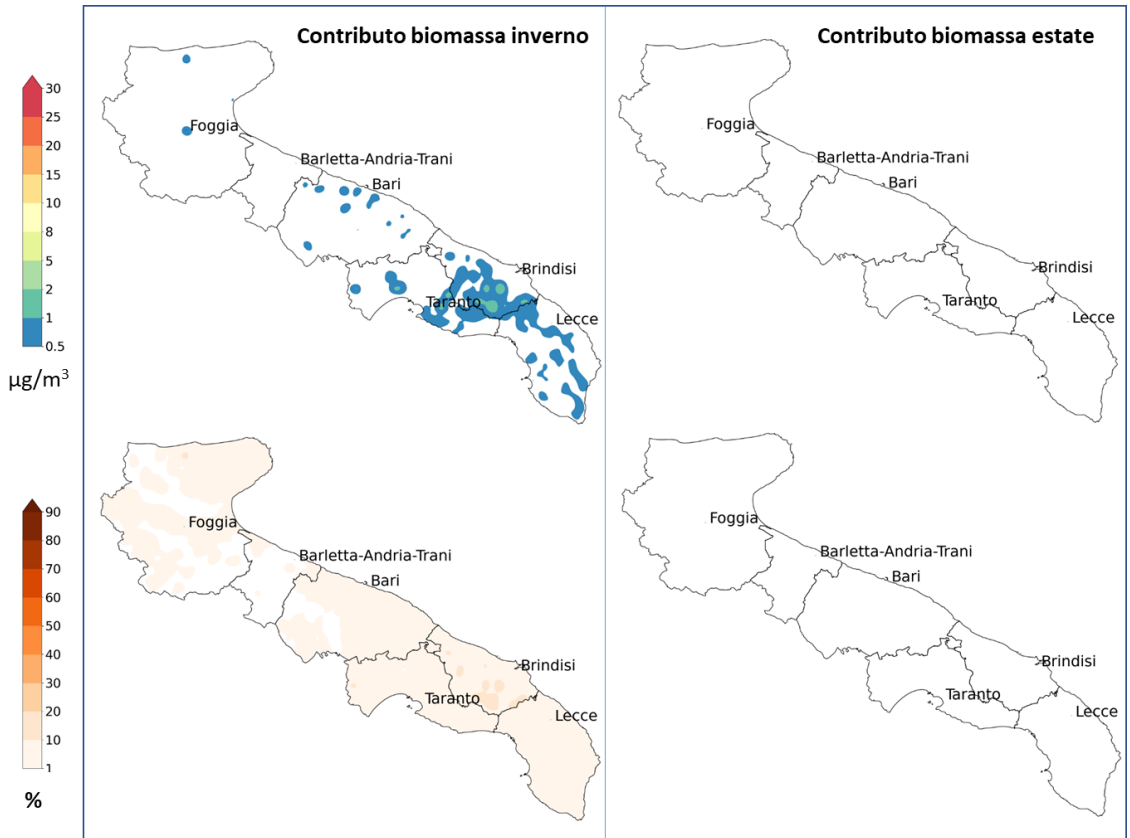 Contributo biomassa inverno
Contributo biomassa estate
30
25
20
15
10
8
5
2
1
0.5
µg/m³
Foggia
Barletta-Andria-Trani
Bari
Brindisi
Taranto
Lecce
Foggia
Barletta-Andria-Trani
Bari
Brindisi
Taranto
Lecce
90
80
70
60
50
40
30
20
10
1
%
Foggia
Barletta-Andria-Trani
Bari
Brindisi
Taranto
Lecce
Foggia
Barletta-Andria-Trani
Bari
Brindisi
Taranto
Lecce